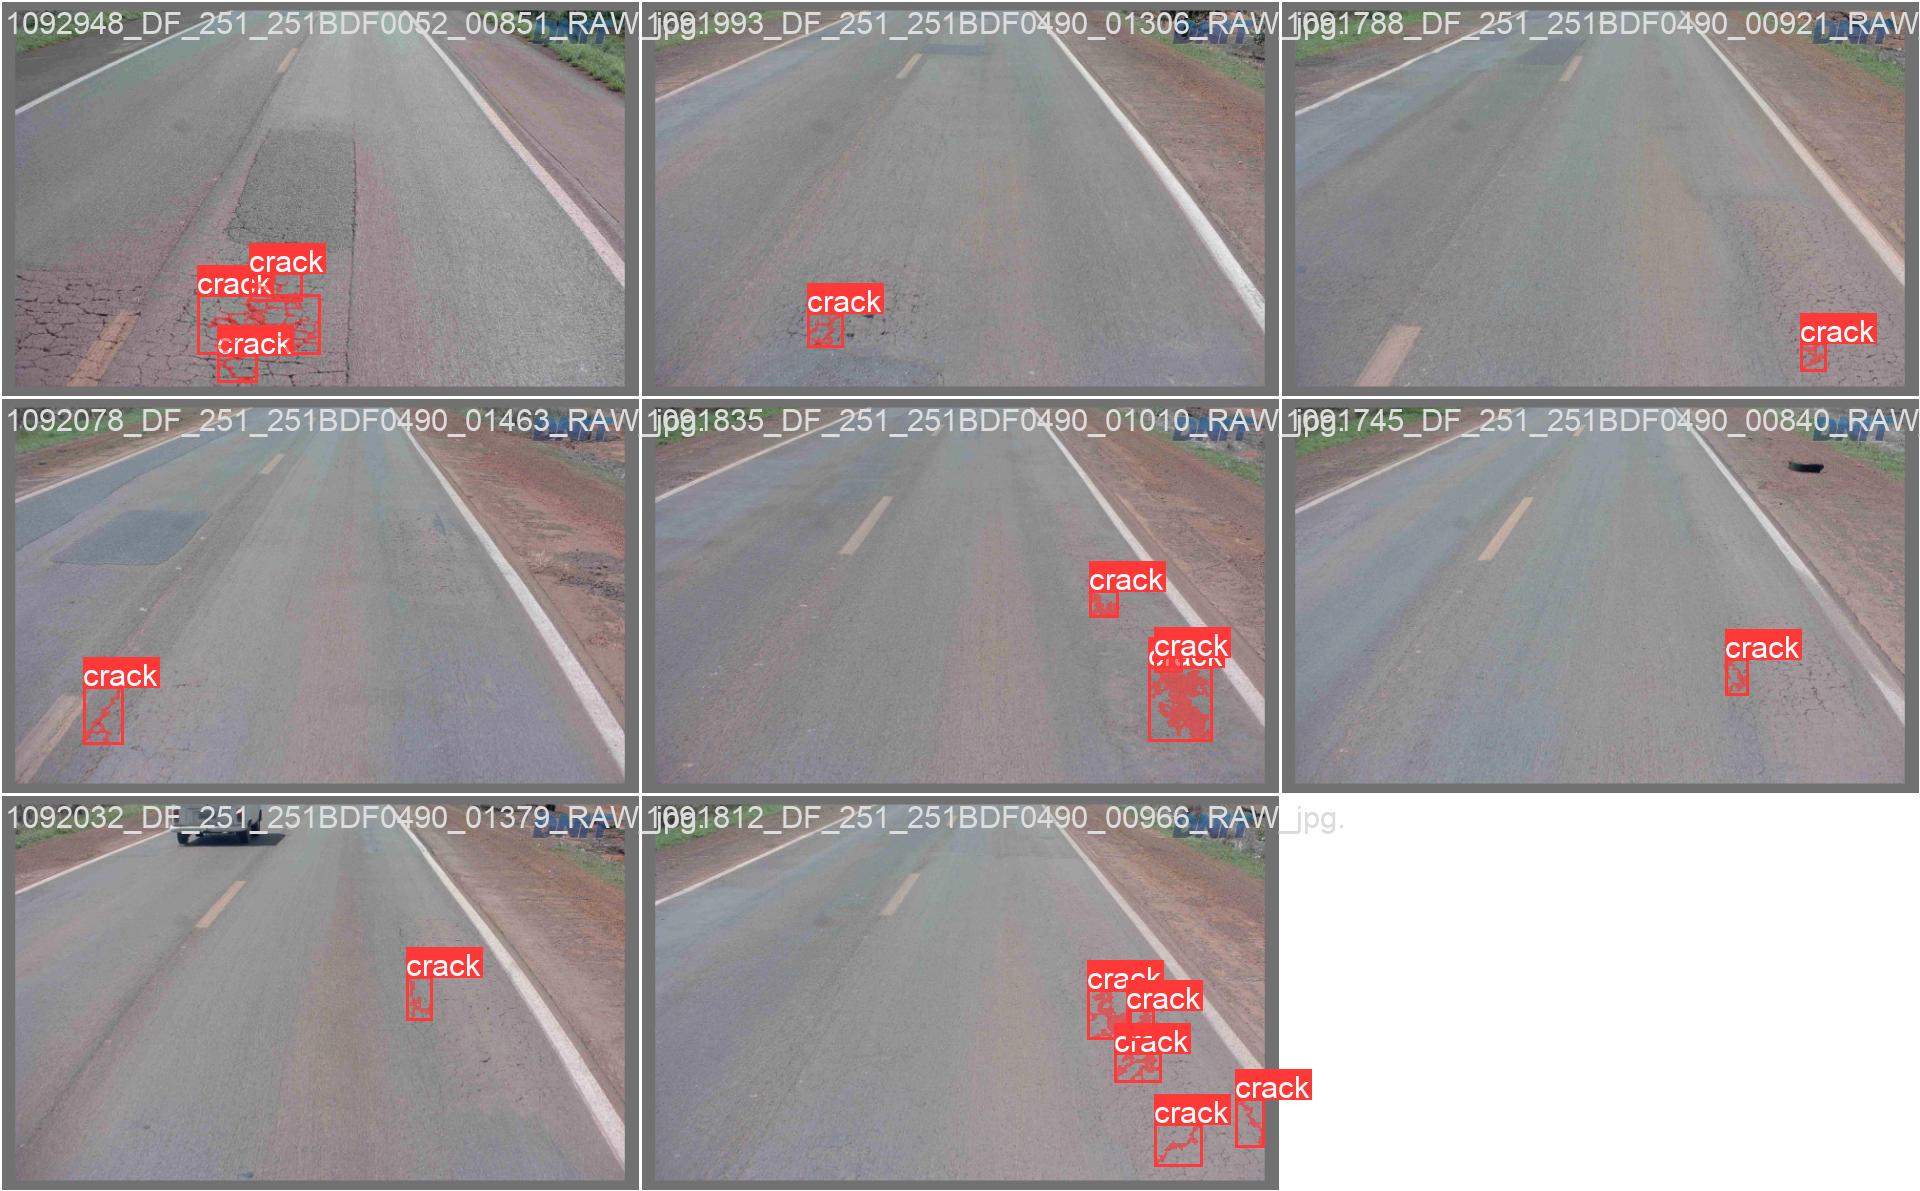 1092948_DF_251_251BDF0052_00851_RAW_jpg.
1091993_DF_251_251BDF0490_01306_RAW_jpg.
1091788_DF_251_251BDF0490_00921_RAW
crack
crack
crack
crack
crack
1092078_DF_251_251BDF0490_01463_RAW_jpg.
1091835_DF_251_251BDF0490_01010_RAW_jpg.
1091745_DF_251_251BDF0490_00840_RAW
crack
crack
crack
crack
crack
1092032_DF_251_251BDF0490_01379_RAW_jpg.
1091812_DF_251_251BDF0490_00966_RAW_jpg.
crack
crack
crack
crack
crack
crack